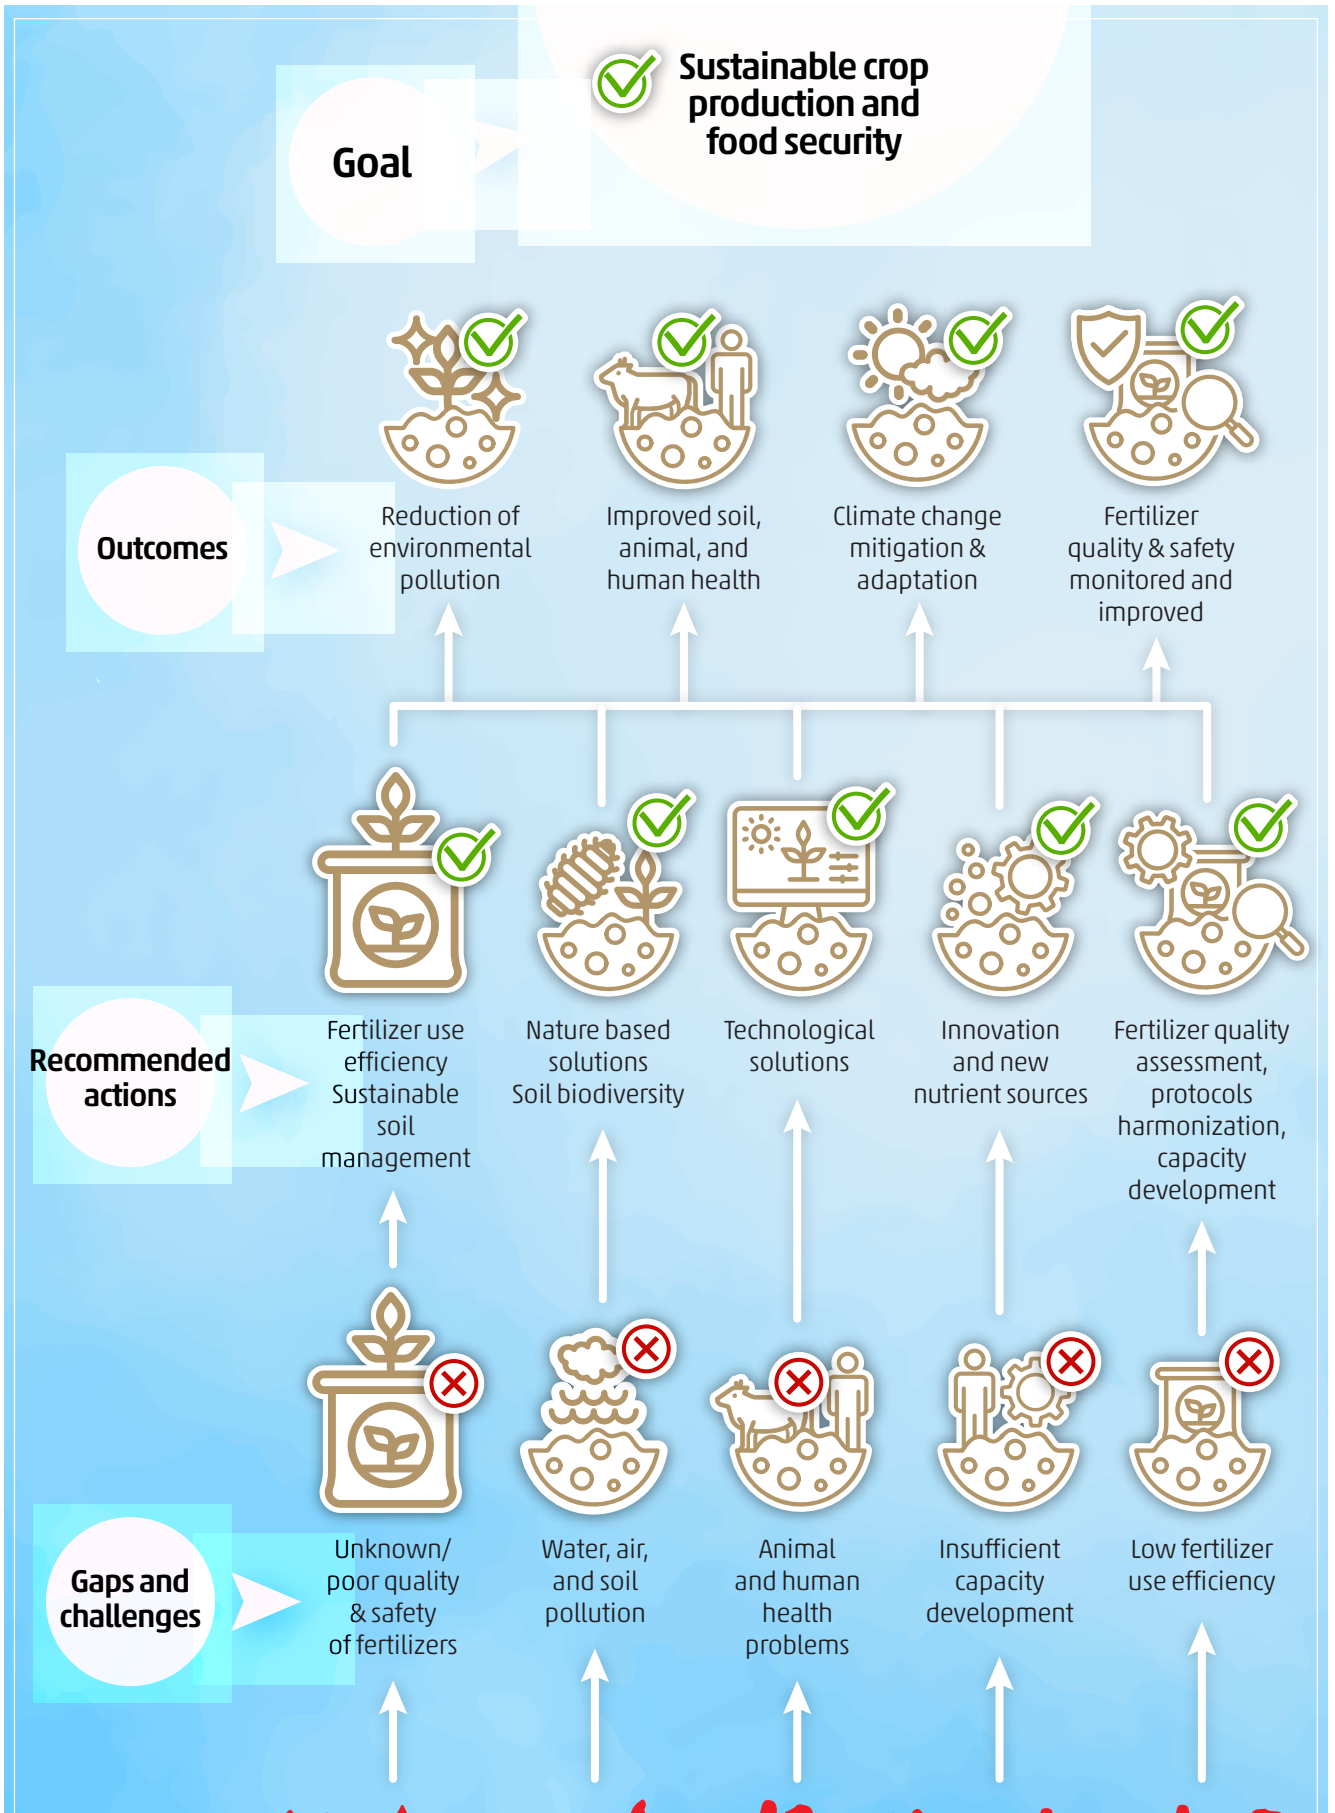 Sustainable crop
production and
food security
Goal
Outcomes
Reduction of
environmental
pollution
Improved soil,
animal, and
human health
Climate change
mitigation &
adaptation
Fertilizer
quality & safety
monitored and
improved
Recommended
actions
Fertilizer use
efficiency
Sustainable
soil
management
Nature based
solutions
Soil biodiversity
Technological
solutions
Innovation
and new
nutrient sources
Fertilizer quality
assessment,
protocols
harmonization,
capacity
development
Gaps and
challenges
Unknown/
poor quality
& safety
of fertilizers
Water, air,
and soil
pollution
Animal
and human
health
problems
Insufficient
capacity
development
Low fertilizer
use efficiency